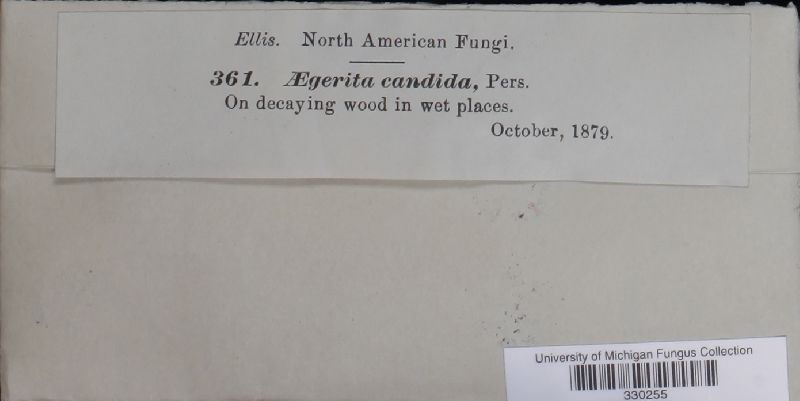 Ellis. North American Fungi.
361. Ægerita candida, Pers.
On decaying wood in wet places.
October, 1879.
University of Michigan Fungus Collection
330255